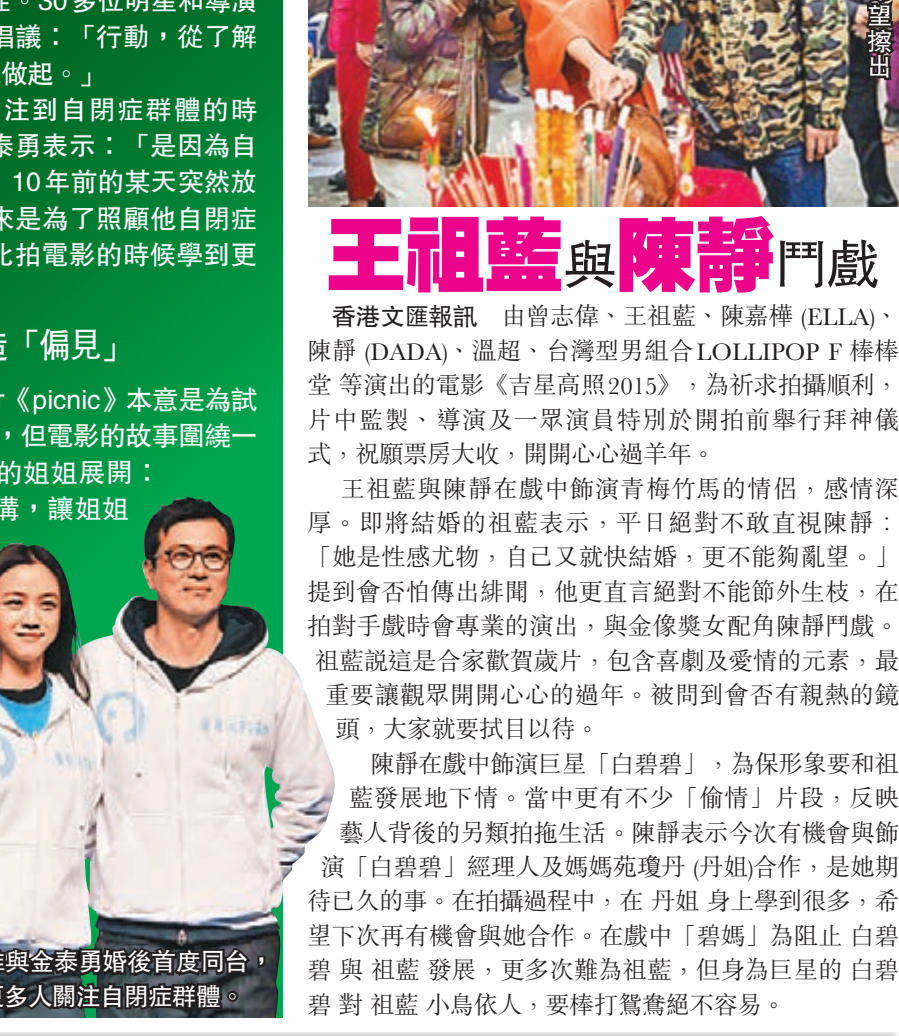 。30多位明星和導演
倡議：「行動，從了解
做起。」
注到自閉症群體的時
泰勇表示：「是因為自
10年前的某天突然放
來是為了照顧他自閉症
比拍電影的時候學到更
「偏見」
《picnic》本意是為試
，但電影的故事圍繞一
的姐姐展開：
溝，讓姐姐
與金泰勇婚後首度同台，
更多人關注自閉症群體。
望擦出
王祖藍與陳靜鬥戲
香港文匯報訊　由曾志偉、王祖藍、陳嘉樺 (ELLA)、
陳靜 (DADA)、溫超、台灣型男組合LOLLIPOP F 棒棒
堂 等演出的電影《吉星高照2015》，為祈求拍攝順利，
片中監製、導演及一眾演員特別於開拍前舉行拜神儀
式，祝願票房大收，開開心心過羊年。
王祖藍與陳靜在戲中飾演青梅竹馬的情侶，感情深
厚。即將結婚的祖藍表示，平日絕對不敢直視陳靜：
「她是性感尤物，自己又就快結婚，更不能夠亂望。」
提到會否怕傳出緋聞，他更直言絕對不能節外生枝，在
拍對手戲時會專業的演出，與金像獎女配角陳靜鬥戲。
祖藍説這是合家歡賀歲片，包含喜劇及愛情的元素，最
重要讓觀眾開開心心的過年。被問到會否有親熱的鏡
頭，大家就要拭目以待。
陳靜在戲中飾演巨星「白碧碧」，為保形象要和祖
藍發展地下情。當中更有不少「偷情」片段，反映
藝人背後的另類拍拖生活。陳靜表示今次有機會與飾
演「白碧碧」經理人及媽媽苑瓊丹 (丹姐)合作，是她期
待已久的事。在拍攝過程中，在 丹姐 身上學到很多，希
望下次再有機會與她合作。在戲中「碧媽」為阻止 白碧
碧 與 祖藍 發展，更多次難為祖藍，但身為巨星的 白碧
碧 對 祖藍 小鳥依人，要棒打鴛鴦絕不容易。